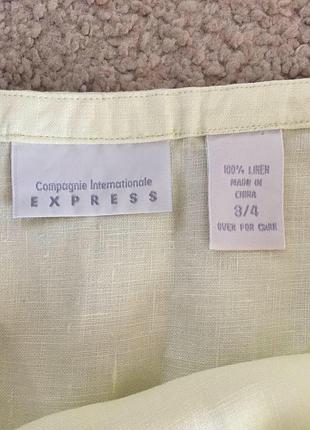 Compagnie Internationale
EXPRESS
100% LINEN
MADE IN
CHINA
3/4
OVER FOR CARE